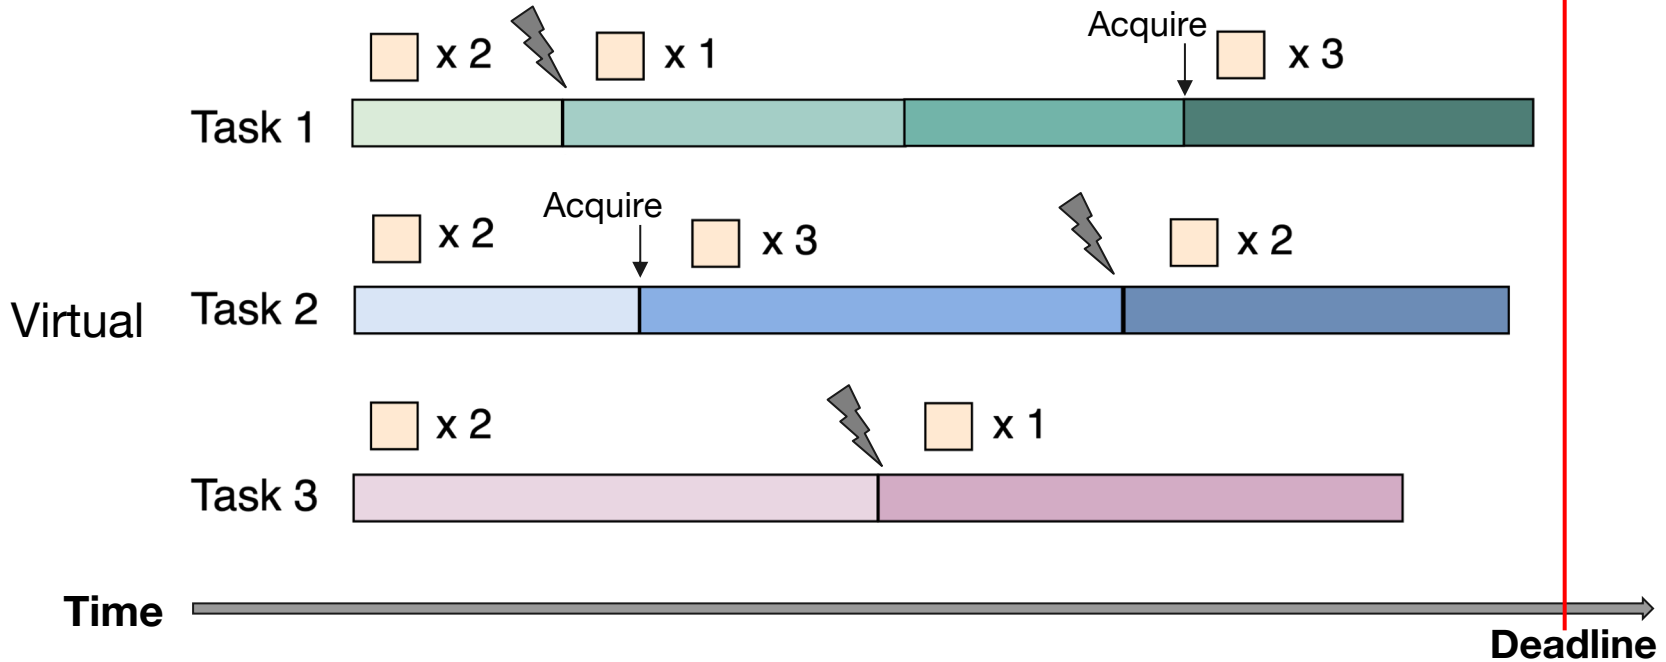 Acquire
x 2
x 1
x 3
Task 1
Acquire
x 2
x 3
x 2
Virtual
Task 2
x 2
x 1
Task 3
Time
Deadline